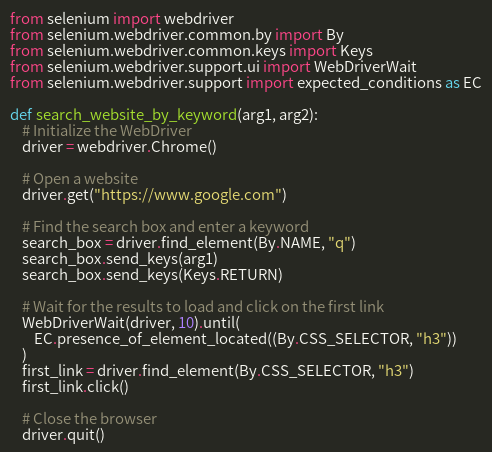 from selenium import webdriver
from selenium.webdriver.common.by import By
from selenium.webdriver.common.keys import Keys
from selenium.webdriver.support.ui import WebDriverWait
from selenium.webdriver.support import expected_conditions as EC

def search_website_by_keyword(arg1, arg2):
    # Initialize the WebDriver
    driver = webdriver.Chrome()

    # Open a website
    driver.get("https://www.google.com")

    # Find the search box and enter a keyword
    search_box = driver.find_element(By.NAME, "q")
    search_box.send_keys(arg1)
    search_box.send_keys(Keys.RETURN)

    # Wait for the results to load and click on the first link
    WebDriverWait(driver, 10).until(
        EC.presence_of_element_located((By.CSS_SELECTOR, "h3"))
    )
    first_link = driver.find_element(By.CSS_SELECTOR, "h3")
    first_link.click()

    # Close the browser
    driver.quit()